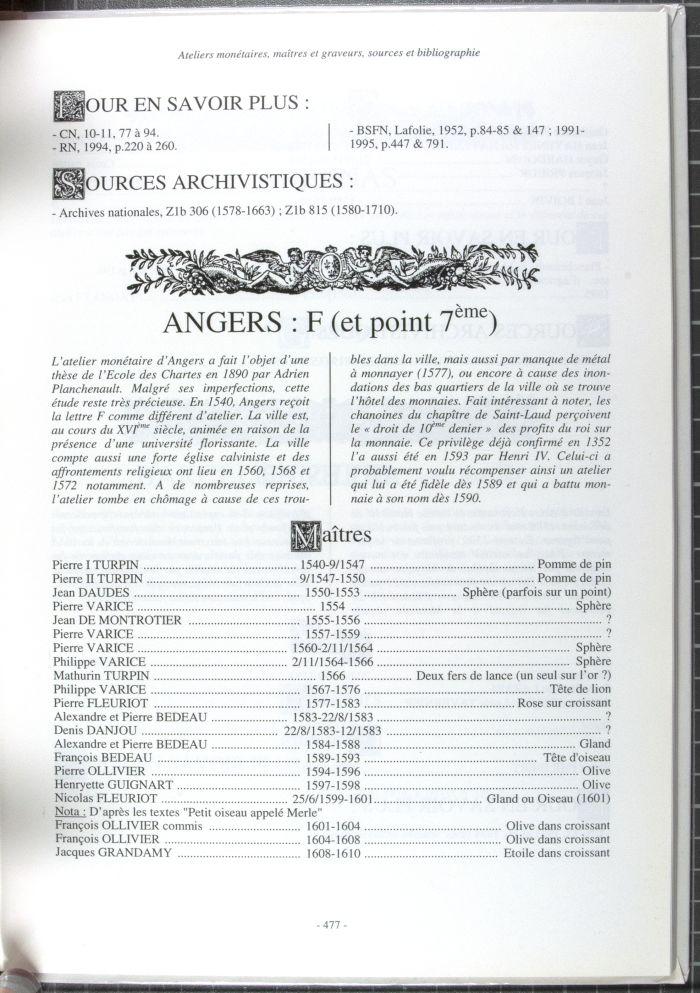 Ateliers monétaires, maîtres et graveurs, sources et bibliographie
POUR EN SAVOIR PLUS :
- CN, 10-11, 77 à 94.
- RN, 1994, p.220 à 260.
- BSFN, Lafolie, 1952, p.84-85 & 147 ; 1991-
1995, p.447 & 791.
SOURCES ARCHIVISTIQUES :
- Archives nationales, Z1b 306 (1578-1663) ; Z1b 815 (1580-1710).
ANGERS : F (et point 7ème)
L'atelier monétaire d'Angers a fait l'objet d'une
thèse de l'Ecole des Chartes en 1890 par Adrien
Planchenault. Malgré ses imperfections, cette
étude reste très précieuse. En 1540, Angers reçoit
la lettre F comme différent d'atelier. La ville est,
au cours du XVIème siècle, animée en raison de la
présence d'une université florissante. La ville
compte aussi une forte église calviniste et des
affrontements religieux ont lieu en 1560, 1568 et
1572 notamment. A de nombreuses reprises,
l'atelier tombe en chômage à cause de ces trou-
bles dans la ville, mais aussi par manque de métal
à monnayer (1577), ou encore à cause des inon-
dations des bas quartiers de la ville où se trouve
l'hôtel des monnaies. Fait intéressant à noter, les
chanoines du chapître de Saint-Laud perçoivent
le « droit de 10ème denier » des profits du roi sur
la monnaie. Ce privilège déjà confirmé en 1352
l'a aussi été en 1593 par Henri IV. Celui-ci a
probablement voulu récompenser ainsi un atelier
qui lui a été fidèle dès 1589 et qui a battu mon-
naie à son nom dès 1590.
Maîtres
Pierre I TURPIN ........ 1540-9/1547 ........ Pomme de pin
Pierre II TURPIN ........ 9/1547-1550 ........ Pomme de pin
Jean DAUDES ........ 1550-1553 ........ Sphère (parfois sur un point)
Pierre VARICE ........ 1554 ........ Sphère
Jean DE MONTROTIER ........ 1555-1556 ........ ?
Pierre VARICE ........ 1557-1559 ........ ?
Pierre VARICE ........ 1560-2/11/1564 ........ Sphère
Philippe VARICE ........ 2/11/1564-1566 ........ Sphère
Mathurin TURPIN ........ 1566 ........ Deux fers de lance (un seul sur l'or ?)
Philippe VARICE ........ 1567-1576 ........ Tête de lion
Pierre FLEURIOT ........ 1577-1583 ........ Rose sur croissant
Alexandre et Pierre BEDEAU ........ 1583-22/8/1583 ........ ?
Denis DANJOU ........ 22/8/1583-12/1583 ........ ?
Alexandre et Pierre BEDEAU ........ 1584-1588 ........ Gland
François BEDEAU ........ 1589-1593 ........ Tête d'oiseau
Pierre OLLIVIER ........ 1594-1596 ........ Olive
Henryette GUIGNART ........ 1597-1598 ........ Olive
Nicolas FLEURIOT ........ 25/6/1599-1601 ........ Gland ou Oiseau (1601)
Nota : D'après les textes "Petit oiseau appelé Merle"
François OLLIVIER commis ........ 1601-1604 ........ Olive dans croissant
François OLLIVIER ........ 1604-1608 ........ Olive dans croissant
Jacques GRANDAMY ........ 1608-1610 ........ Etoile dans croissant
- 477 -